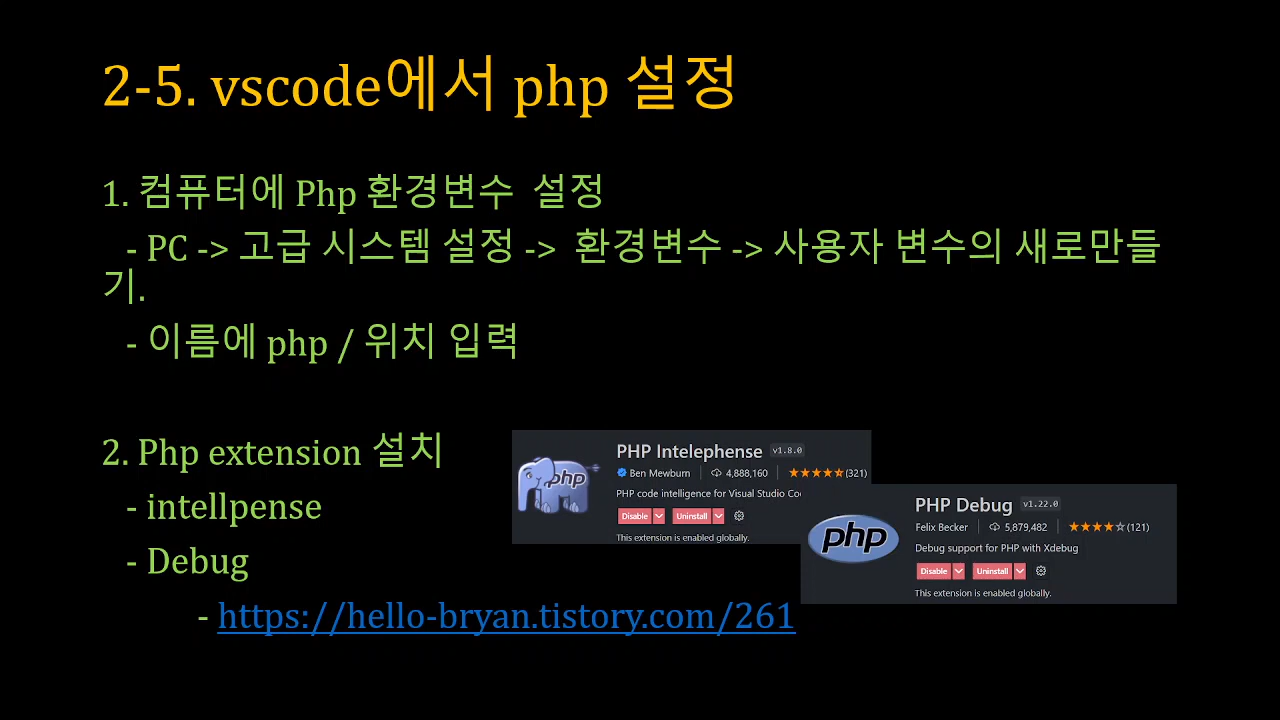 2-5. vscode에서 php 설정
1. 컴퓨터에 Php 환경변수 설정
- PC -> 고급 시스템 설정 -> 환경변수 -> 사용자 변수의 새로만들
기.
- 이름에 php / 위치 입력
2. Php extension 설치
- intellpense
- Debug
- https://hello-bryan.tistory.com/261
php
PHP Intelephense v1.8.0
Ben Mewburn 4,888,160 (321)
PHP code intelligence for Visual Studio Co
Disable Uninstall
This extension is enabled globally.
php
PHP Debug v1.22.0
Felix Becker 5,879,482 (121)
Debug support for PHP with Xdebug
Disable Uninstall
This extension is enabled globally.